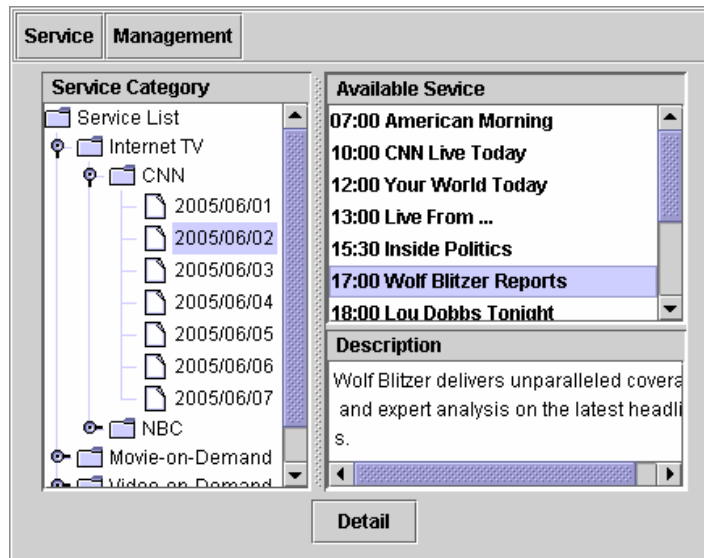 Service Management
Service Category
Service List
Internet TV
CNN
2005/06/01
2005/06/02
2005/06/03
2005/06/04
2005/06/05
2005/06/06
2005/06/07
NBC
Movie-on-Demand
Video-on-Demand
Available Sevice
07:00 American Morning
10:00 CNN Live Today
12:00 Your World Today
13:00 Live From ...
15:30 Inside Politics
17:00 Wolf Blitzer Reports
18:00 Lou Dobbs Tonight
Description
Wolf Blitzer delivers unparalleled covera
and expert analysis on the latest headli
s.
Detail